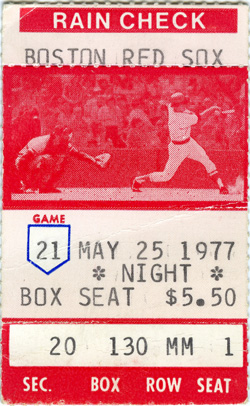 RAIN CHECK
BOSTON RED SOX
GAME
21 MAY 25 1977
* NIGHT *
BOX SEAT $5.50
20 130 MM 1
SEC. BOX ROW SEAT